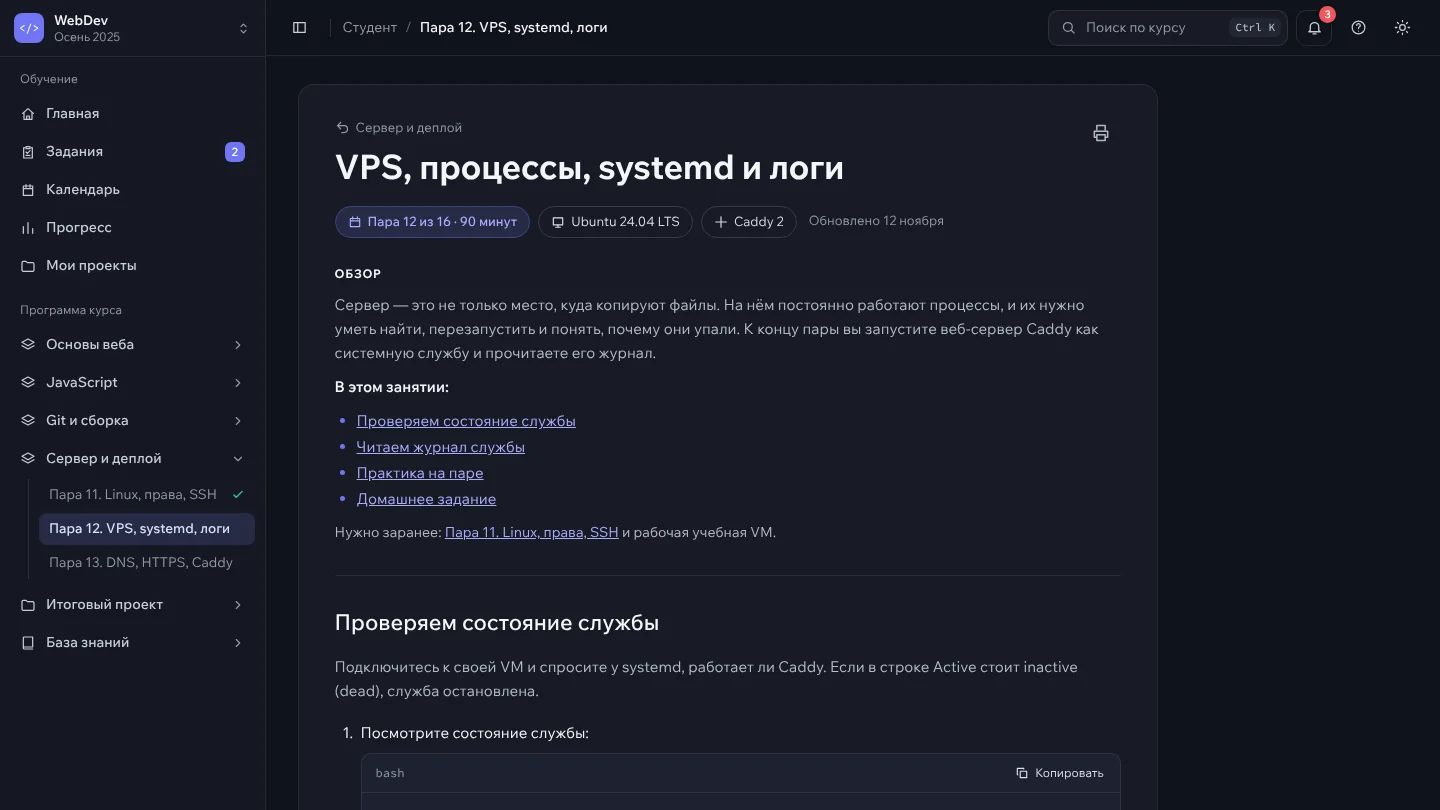 WebDev
Осень 2025
Обучение
Главная
Задания 2
Календарь
Прогресс
Мои проекты
Программа курса
Основы веба
JavaScript
Git и сборка
Сервер и деплой
Пара 11. Linux, права, SSH
Пара 12. VPS, systemd, логи
Пара 13. DNS, HTTPS, Caddy
Итоговый проект
База знаний
Студент / Пара 12. VPS, systemd, логи
Поиск по курсу Ctrl K
3
Сервер и деплой
VPS, процессы, systemd и логи
Пара 12 из 16 · 90 минут
Ubuntu 24.04 LTS
Caddy 2
Обновлено 12 ноября
ОБЗОР
Сервер — это не только место, куда копируют файлы. На нём постоянно работают процессы, и их нужно
уметь найти, перезапустить и понять, почему они упали. К концу пары вы запустите веб-сервер Caddy как
системную службу и прочитаете его журнал.
В этом занятии:
• Проверяем состояние службы
• Читаем журнал службы
• Практика на паре
• Домашнее задание
Нужно заранее: Пара 11. Linux, права, SSH и рабочая учебная VM.
Проверяем состояние службы
Подключитесь к своей VM и спросите у systemd, работает ли Caddy. Если в строке Active стоит inactive
(dead), служба остановлена.
1. Посмотрите состояние службы:
bash
Копировать